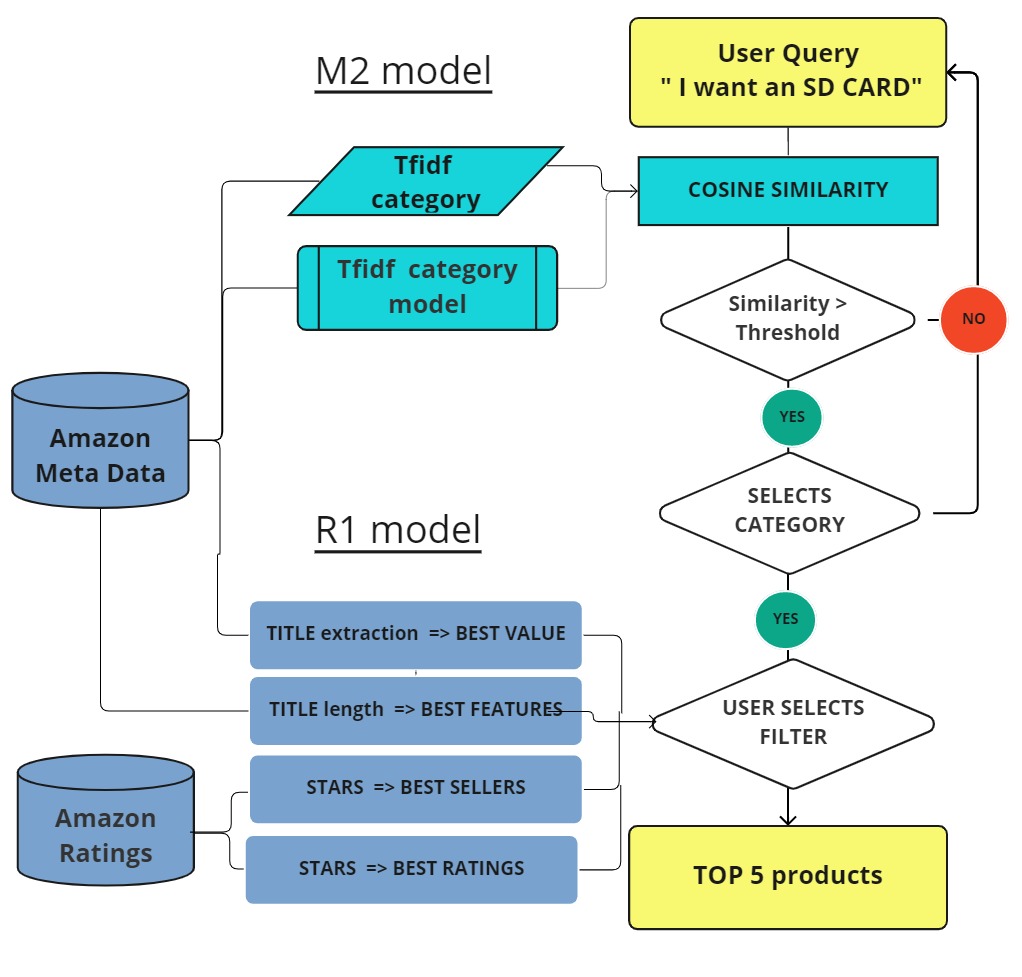 M2 model
User Query
" I want an SD CARD"
Tfidf
category
COSINE SIMILARITY
Tfidf  category
model
Similarity >
Threshold
NO
YES
Amazon
Meta Data
SELECTS
CATEGORY
R1 model
YES
TITLE extraction  => BEST VALUE
TITLE length  => BEST FEATURES
USER SELECTS
FILTER
STARS  => BEST SELLERS
Amazon
Ratings
STARS  => BEST RATINGS
TOP 5 products